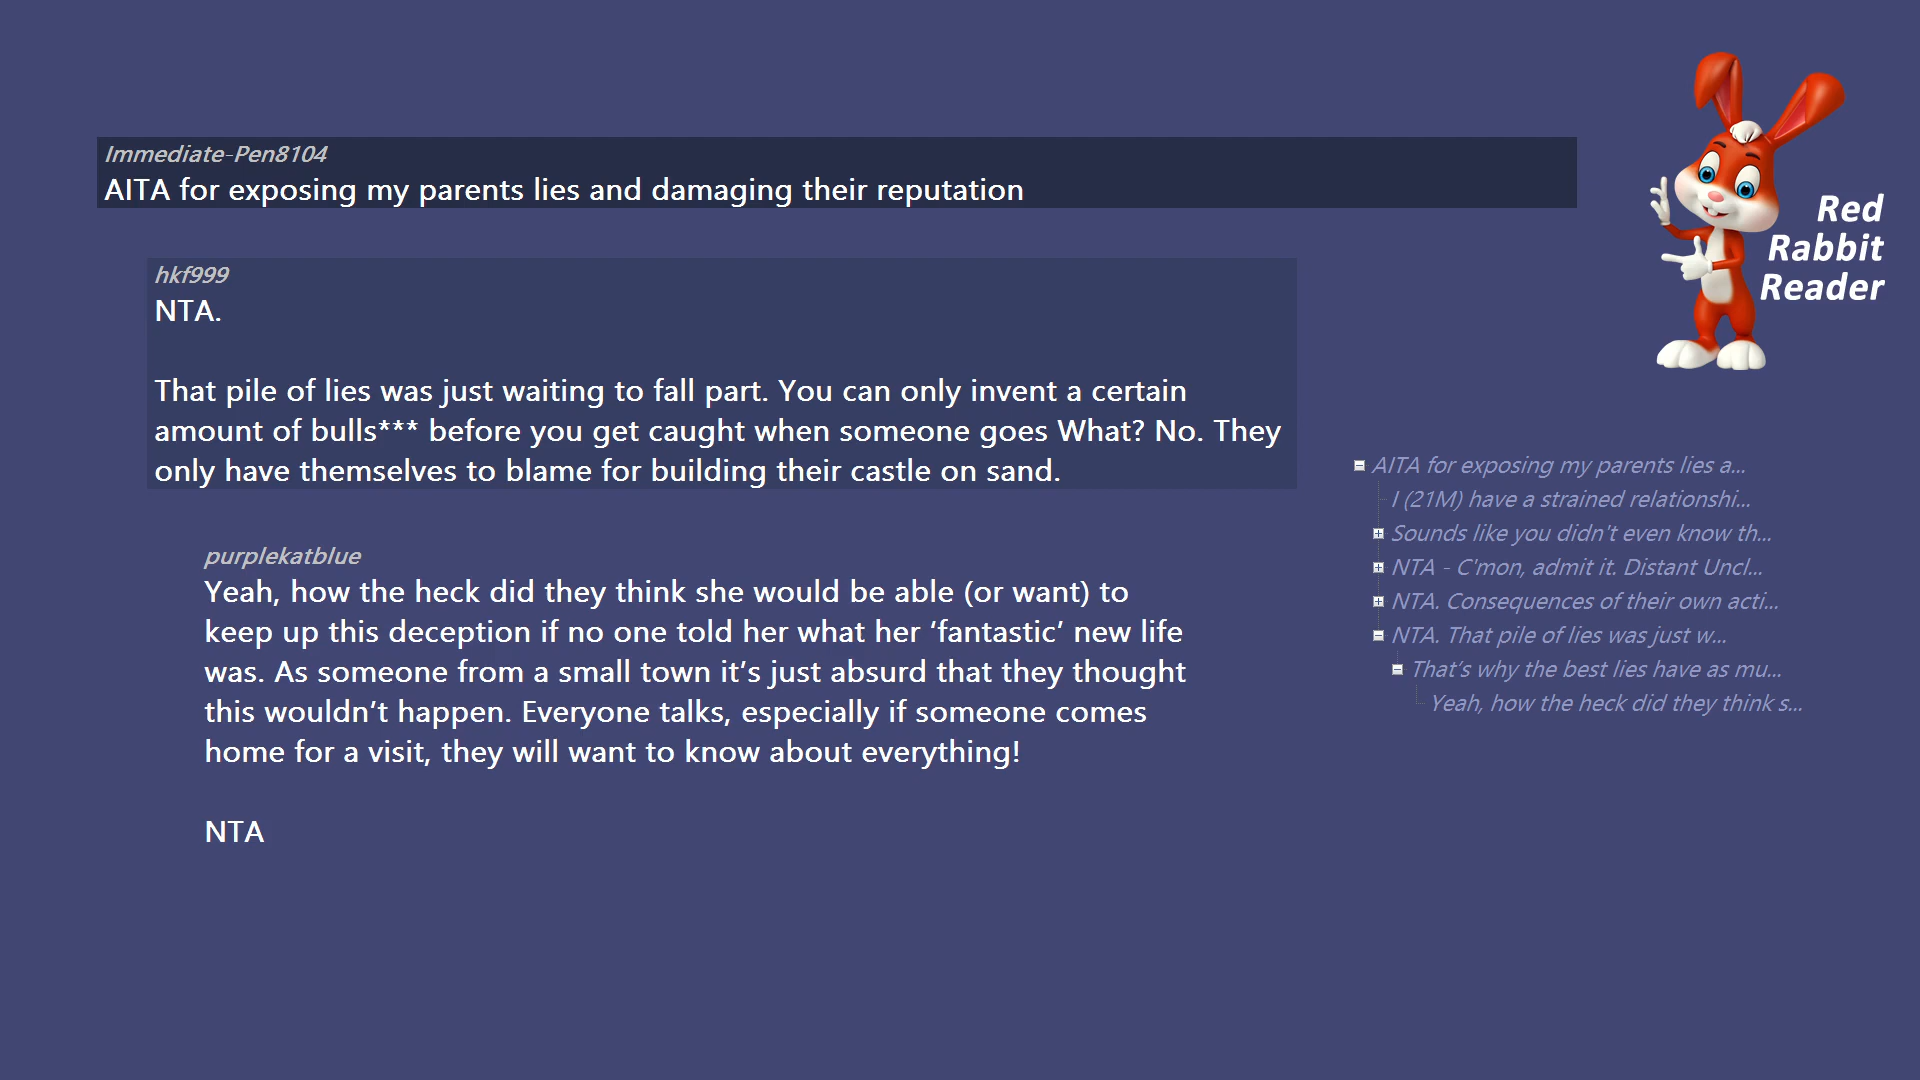 Immediate-Pen8104
AITA for exposing my parents lies and damaging their reputation
hkf999
NTA.
That pile of lies was just waiting to fall part. You can only invent a certain
amount of bulls*** before you get caught when someone goes What? No. They
only have themselves to blame for building their castle on sand.
purplekatblue
Yeah, how the heck did they think she would be able (or want) to
keep up this deception if no one told her what her ‘fantastic’ new life
was. As someone from a small town it’s just absurd that they thought
this wouldn’t happen. Everyone talks, especially if someone comes
home for a visit, they will want to know about everything!
NTA
Red
Rabbit
Reader
AITA for exposing my parents lies a...
I (21M) have a strained relationshi...
Sounds like you didn't even know th...
NTA - C'mon, admit it. Distant Uncl...
NTA. Consequences of their own acti...
NTA. That pile of lies was just w...
That’s why the best lies have as mu...
Yeah, how the heck did they think s...